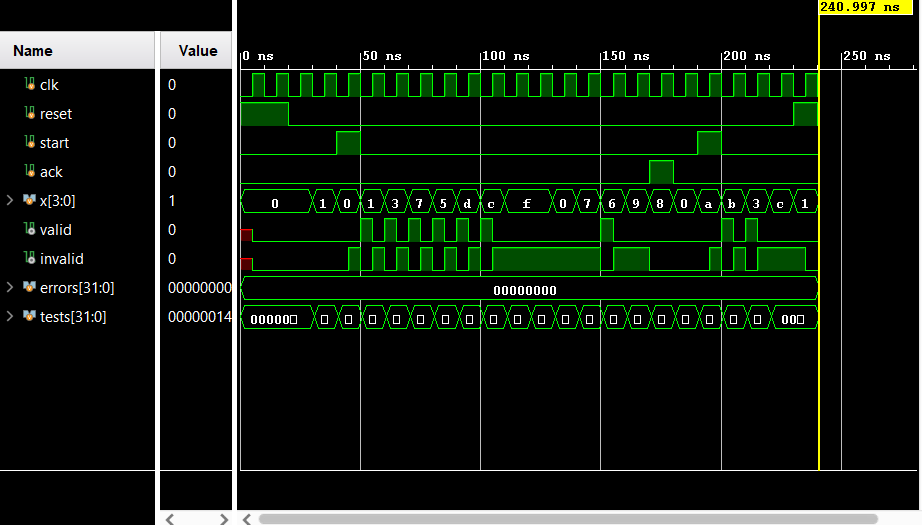 240.997 ns
Name Value 0 ns 50 ns 100 ns 150 ns 200 ns 250 ns
clk 0
reset 0
start 0
ack 0
x[3:0] 1 0 1 0 1 3 7 5 d c f 0 7 6 9 8 0 a b 3 c 1
valid 0
invalid 0
errors[31:0] 00000000 00000000
tests[31:0] 00000014 00000 00